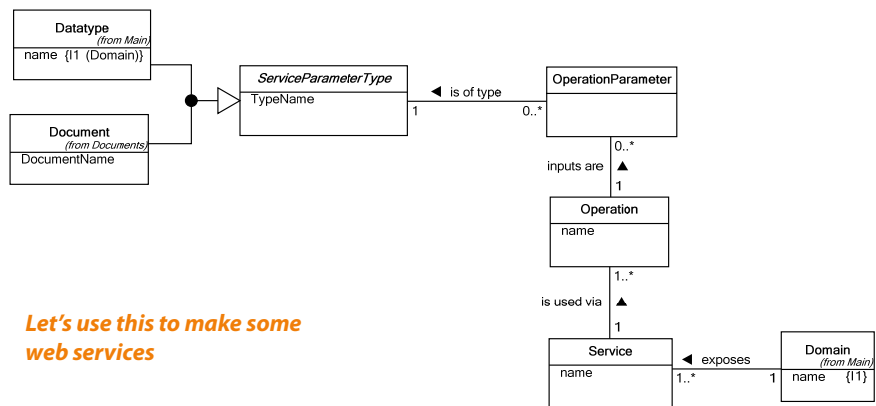 Datatype
(from Main)
name {I1 (Domain)}
ServiceParameterType
TypeName
◀ is of type
1
0..*
OperationParameter
Document
(from Documents)
DocumentName
0..*
inputs are ▲
1
Operation
name
1..*
is used via ▲
1
Let's use this to make some
web services
Service
name
◀ exposes
1..*
1
Domain
(from Main)
name {I1}